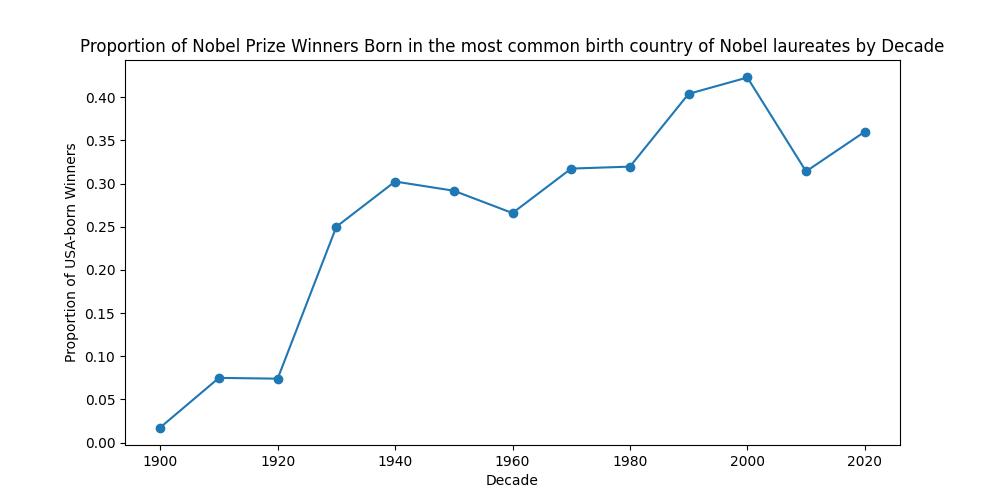 Proportion of Nobel Prize Winners Born in the most common birth country of Nobel laureates by Decade
Proportion of USA-born Winners
0.40
0.35
0.30
0.25
0.20
0.15
0.10
0.05
0.00
1900 1920 1940 1960 1980 2000 2020
Decade